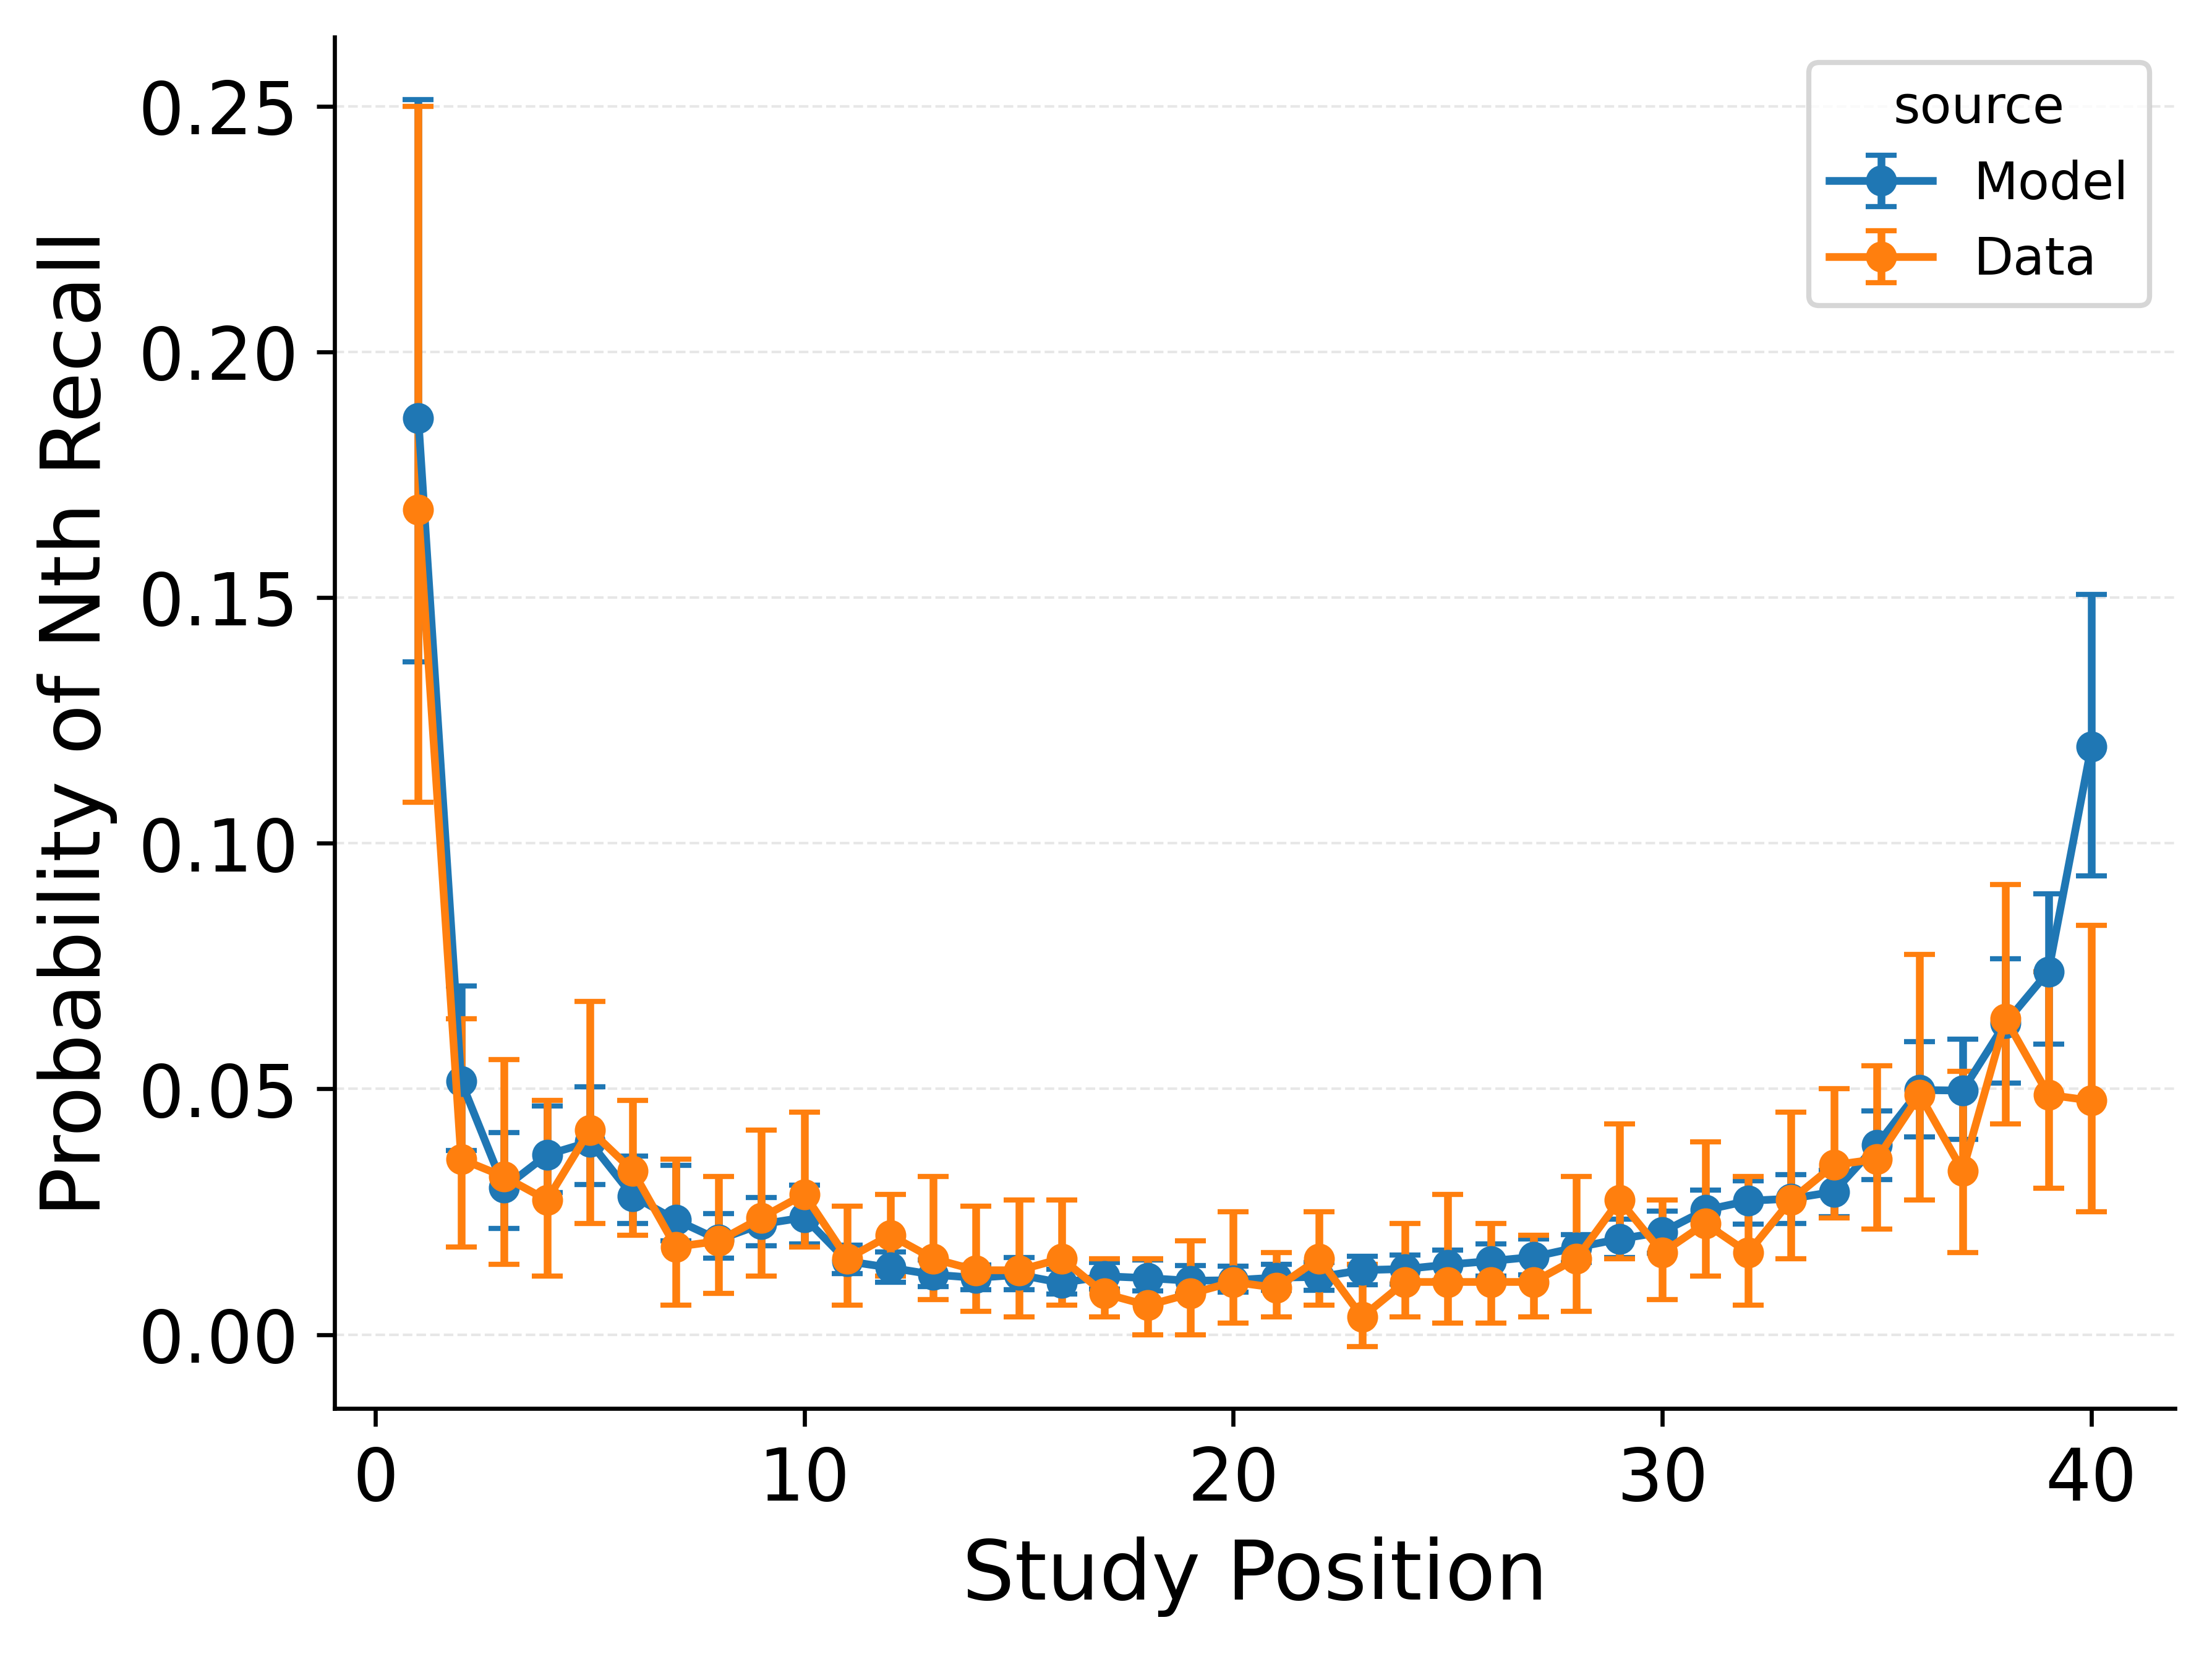 Probability of Nth Recall
0.25
0.20
0.15
0.10
0.05
0.00
source
Model
Data
0 10 20 30 40
Study Position